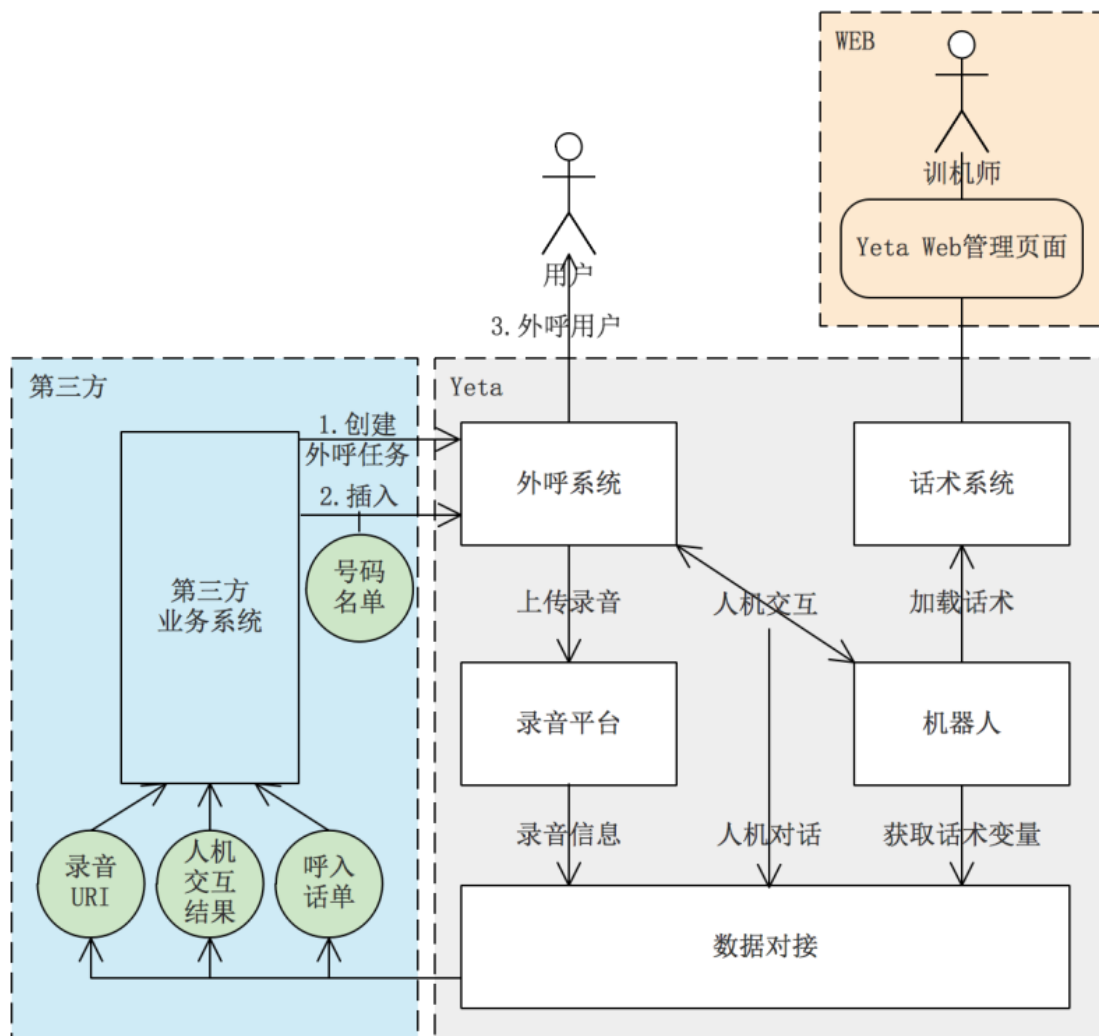 WEB
训机师
Yeta Web管理页面
用户
3.外呼用户
第三方
Yeta
1.创建
外呼任务
2.插入
号码
名单
第三方
业务系统
外呼系统
话术系统
上传录音
人机交互
加载话术
录音平台
机器人
录音信息
人机对话
获取话术变量
录音
URI
人机
交互
结果
呼入
话单
数据对接